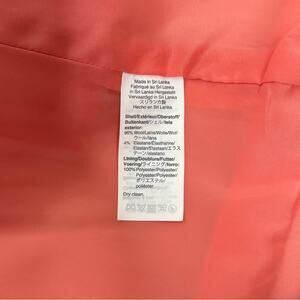 Made in Sri Lanka
Fabriqué au Sri Lanka
in Sri Lanka Hergestellt
Vervaardigd in Sri Lanka
スリランカ製
Hecho en Sri Lanka
Shell/Extérieur/Oberstoff/
Buitenkant/シェル/tela
exterior:
96% Wool/Laine/Wolle/Wol/
ウール/lana
4% Elastane/Élasthanne/
Elastan/Elastaan/エラス
テーン/elastano
Lining/Doublure/Futter/
Voering/ライニング/forro:
100% Polyester/Polyester/
Polyester/Polyester/
ポリエステル/
poliéster
Dry clean.